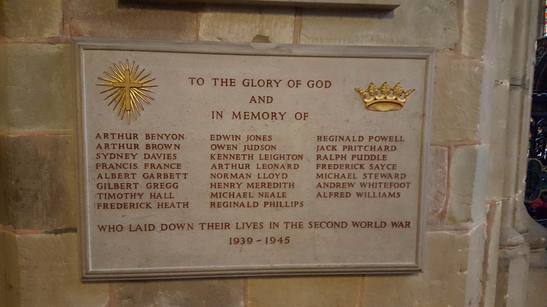 TO THE GLORY OF GOD
AND
IN MEMORY OF
ARTHUR BENYON
ARTHUR BROWN
SYDNEY DAVIES
FRANCIS FRANCE
ALBERT GARBETT
GILBERT GREGG
TIMOTHY HALL
FREDERICK HEATH
EDWIN JONES
OWEN JUDSON
KENNETH LEIGHTON
ARTHUR LEONARD
NORMAN LLOYD
HENRY MEREDITH
MICHAEL NEALE
REGINALD PHILLIPS
REGINALD POWELL
JACK PRITCHARD
RALPH PUDDLE
FREDERICK SAYCE
MICHAEL STEWARD
ANDREW WHITEFOOT
ALFRED WILLIAMS
WHO LAID DOWN THEIR LIVES IN THE SECOND WORLD WAR
1939 - 1945